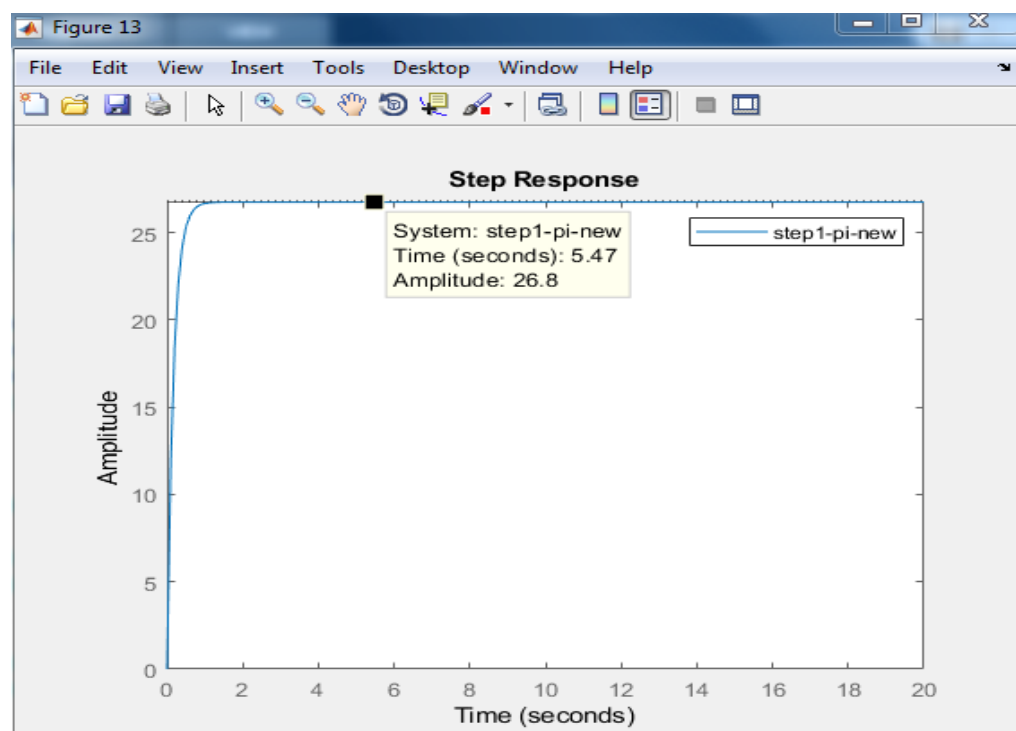 Figure 13
File Edit View Insert Tools Desktop Window Help
Step Response
System: step1-pi-new
Time (seconds): 5.47
Amplitude: 26.8
step1-pi-new
25
20
15
10
5
0
Amplitude
0 2 4 6 8 10 12 14 16 18 20
Time (seconds)